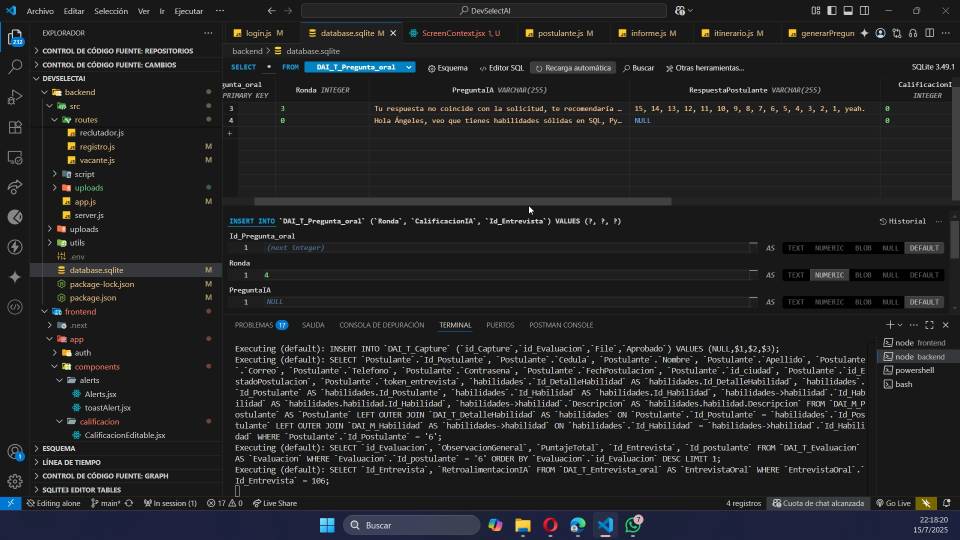 Archivo Editar Selección Ver Ir Ejecutar ··· DevSelectAI
EXPLORADOR ···
login.js database.sqlite M ScreenContext.jsx 1, U postulante.js M informe.js M itinerario.js M generarPregun
CONTROL DE CÓDIGO FUENTE: REPOSITORIOS
CONTROL DE CÓDIGO FUENTE: CAMBIOS
DEVSELECTAI
backend
src
routes
reclutador.js
registro.js M
vacante.js M
script
uploads
app.js M
server.js
uploads
utils
.env
database.sqlite M
package-lock.json M
package.json M
frontend
.next
app
auth
components
alerts
Alerts.jsx
toastAlert.jsx
calificacion
CalificacionEditable.jsx
ESQUEMA
LÍNEA DE TIEMPO
CONTROL DE CÓDIGO FUENTE: GRAPH
SQLITE3 EDITOR TABLES
232
1
backend > database.sqlite
SELECT * FROM DAI_T_Pregunta_oral Esquema Editor SQL Recarga automática Buscar Otras herramientas... SQLite 3.49.1
gunta_oral Ronda INTEGER PreguntaIA VARCHAR(255) RespuestaPostulante VARCHAR(255) CalificacionI
PRIMARY KEY INTEGER
3 3 Tu respuesta no coincide con la solicitud, te recomendaría … 15, 14, 13, 12, 11, 10, 9, 8, 7, 6, 5, 4, 3, 2, 1, yeah. 0
4 0 Hola Ángeles, veo que tienes habilidades sólidas en SQL, Py… NULL 0
+
INSERT INTO `DAI_T_Pregunta_oral` (`Ronda`, `CalificacionIA`, `Id_Entrevista`) VALUES (?, ?, ?) Historial ···
Id_Pregunta_oral
1 (next integer) AS TEXT NUMERIC BLOB NULL DEFAULT
Ronda
1 4 AS TEXT NUMERIC BLOB NULL DEFAULT
PreguntaIA
1 NULL AS TEXT NUMERIC BLOB NULL DEFAULT
PROBLEMAS 17 SALIDA CONSOLA DE DEPURACIÓN TERMINAL PUERTOS POSTMAN CONSOLE
Executing (default): INSERT INTO `DAI_T_Capture` (`id_Capture`,`id_Evaluacion`,`File`,`Aprobado`) VALUES (NULL,$1,$2,$3);
Executing (default): SELECT `Postulante`.`Id_Postulante`, `Postulante`.`Cedula`, `Postulante`.`Nombre`, `Postulante`.`Apellido`, `Postulante
`.`Correo`, `Postulante`.`Telefono`, `Postulante`.`Contrasena`, `Postulante`.`FechPostulacion`, `Postulante`.`id_ciudad`, `Postulante`.`id_E
stadoPostulacion`, `Postulante`.`token_entrevista`, `habilidades`.`Id_DetalleHabilidad` AS `habilidades.Id_DetalleHabilidad`, `habilidades`.
`Id_Postulante` AS `habilidades.Id_Postulante`, `habilidades`.`Id_Habilidad` AS `habilidades.Id_Habilidad`, `habilidades->habilidad`.`Id_Hab
ilidad` AS `habilidades.habilidad.Id_Habilidad`, `habilidades->habilidad`.`Descripcion` AS `habilidades.habilidad.Descripcion` FROM `DAI_M_P
ostulante` AS `Postulante` LEFT OUTER JOIN `DAI_T_DetalleHabilidad` AS `habilidades` ON `Postulante`.`Id_Postulante` = `habilidades`.`Id_Pos
tulante` LEFT OUTER JOIN `DAI_M_Habilidad` AS `habilidades->habilidad` ON `habilidades`.`Id_Habilidad` = `habilidades->habilidad`.`Id_Habili
dad` WHERE `Postulante`.`Id_Postulante` = '6';
Executing (default): SELECT `id_Evaluacion`, `ObservacionGeneral`, `PuntajeTotal`, `Id_Entrevista`, `Id_Postulante` FROM `DAI_T_Evaluacion`
AS `Evaluacion` WHERE `Evaluacion`.`Id_Postulante` = '6' ORDER BY `Evaluacion`.`id_Evaluacion` DESC LIMIT 1;
Executing (default): SELECT `Id_Entrevista`, `RetroalimentacionIA` FROM `DAI_T_Entrevista_oral` AS `EntrevistaOral` WHERE `EntrevistaOral`.`
Id_Entrevista` = 106;
node frontend
node backend
powershell
bash
Editing alone main* In session (1) 17 0 Live Share 4 registros Cuota de chat alcanzada Go Live Prettier
Buscar
7
22:18:20
15/7/2025